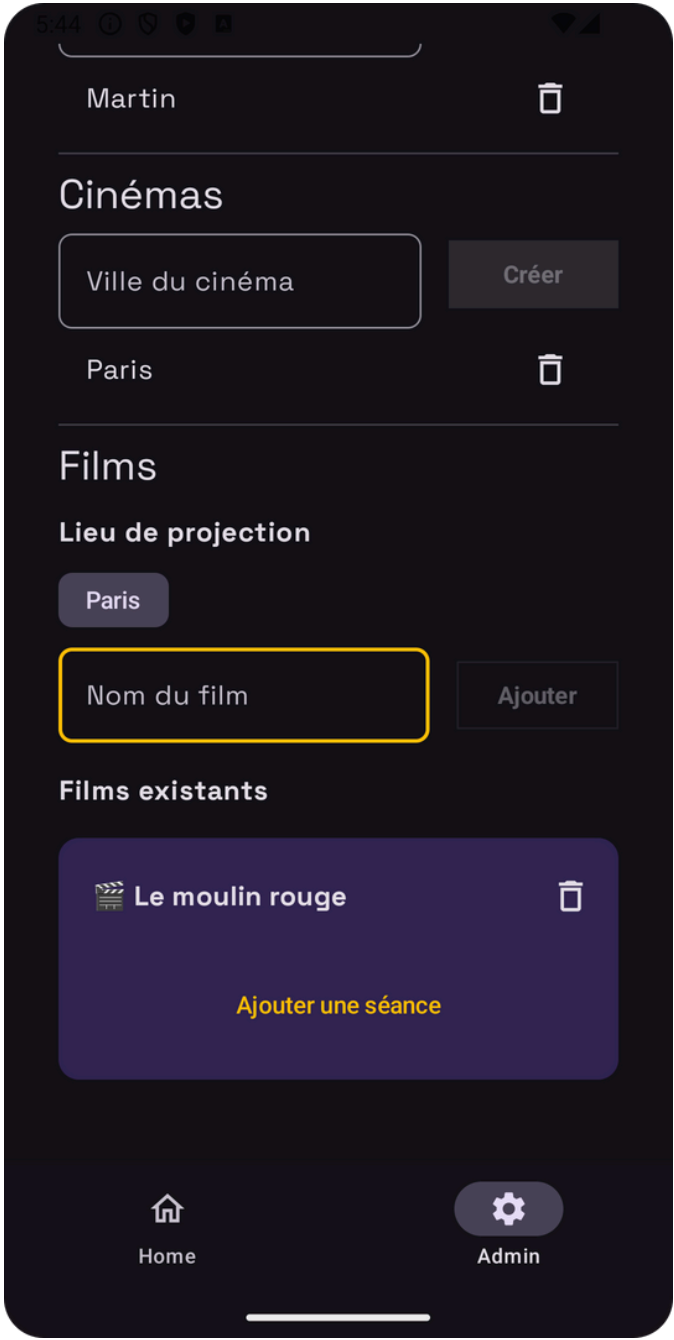 5:44
Martin
Cinémas
Ville du cinéma
Créer
Paris
Films
Lieu de projection
Paris
Nom du film
Ajouter
Films existants
🎬 Le moulin rouge
Ajouter une séance
Home
Admin